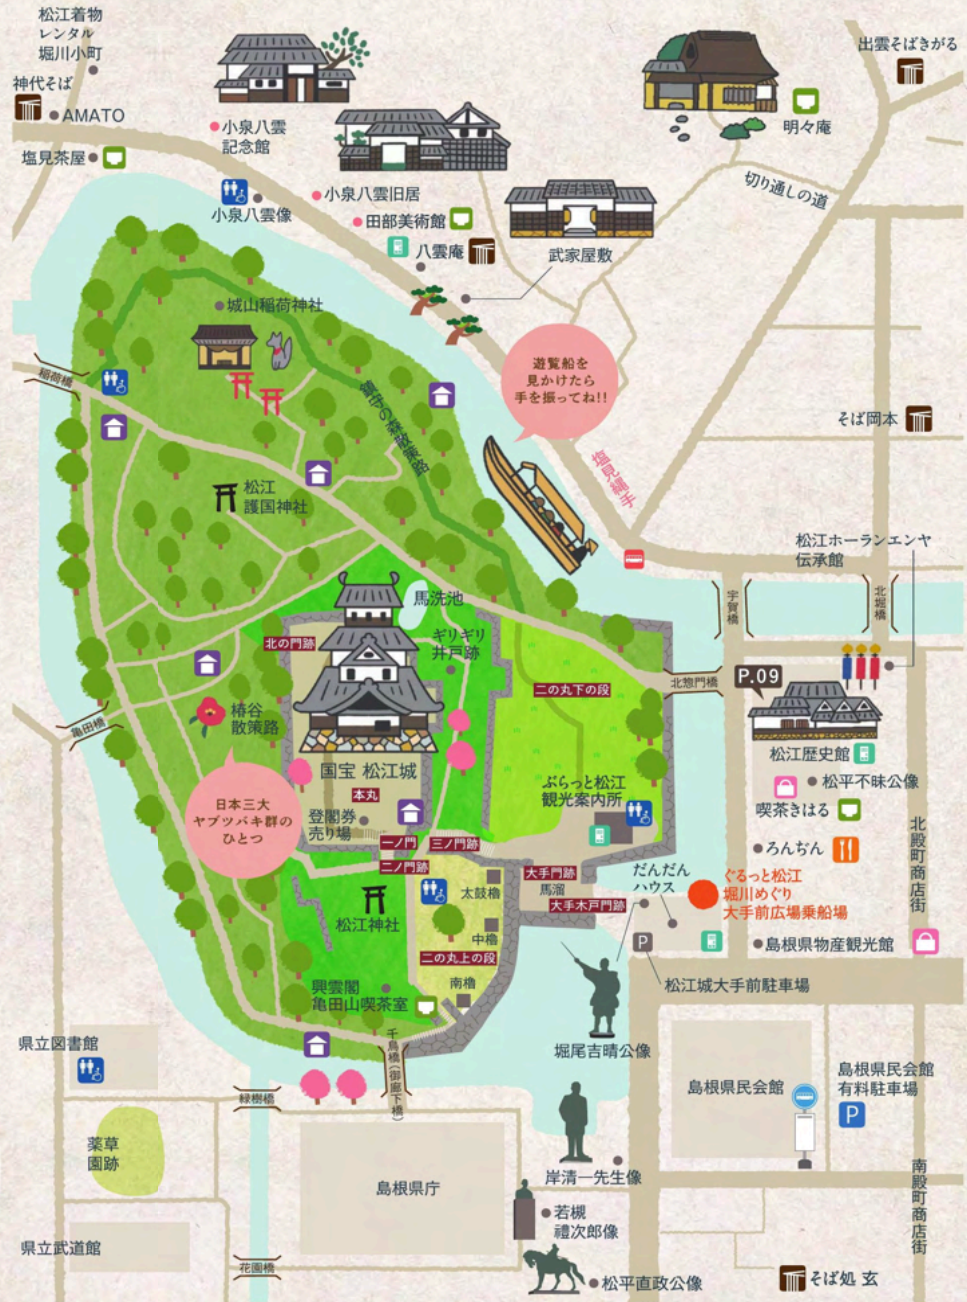 松江着物
レンタル
堀川小町
神代そば
AMATO
塩見茶屋
小泉八雲
記念館
小泉八雲旧居
小泉八雲像
田部美術館
八雲庵
武家屋敷
明々庵
出雲そばきがる
切り通しの道
城山稲荷神社
稲荷橋
鎮守の森散策路
遊覧船を
見かけたら
手を振ってね!!
塩見縄手
そば岡本
松江
護国神社
松江ホーランエンヤ
伝承館
宇賀橋
北堀橋
馬洗池
ギリギリ
井戸跡
北の門跡
二の丸下の段
北惣門橋
P.09
亀田橋
椿谷
散策路
国宝 松江城
本丸
登閣券
売り場
日本三大
ヤブツバキ群の
ひとつ
一ノ門
三ノ門跡
二ノ門跡
ぶらっと松江
観光案内所
松江歴史館
松平不昧公像
喫茶きはる
ろんぢん
北殿町商店街
ぐるっと松江
堀川めぐり
大手前広場乗船場
だんだん
ハウス
大手門跡
馬溜
大手木戸門跡
太鼓櫓
中櫓
松江神社
二の丸上の段
南櫓
島根県物産観光館
P
松江城大手前駐車場
興雲閣
亀田山喫茶室
千鳥橋(御廊下橋)
堀尾吉晴公像
県立図書館
緑樹橋
島根県民会館
島根県民会館
有料駐車場
P
薬草
園跡
島根県庁
岸清一先生像
若槻
禮次郎像
南殿町商店街
県立武道館
花園橋
松平直政公像
そば処 玄